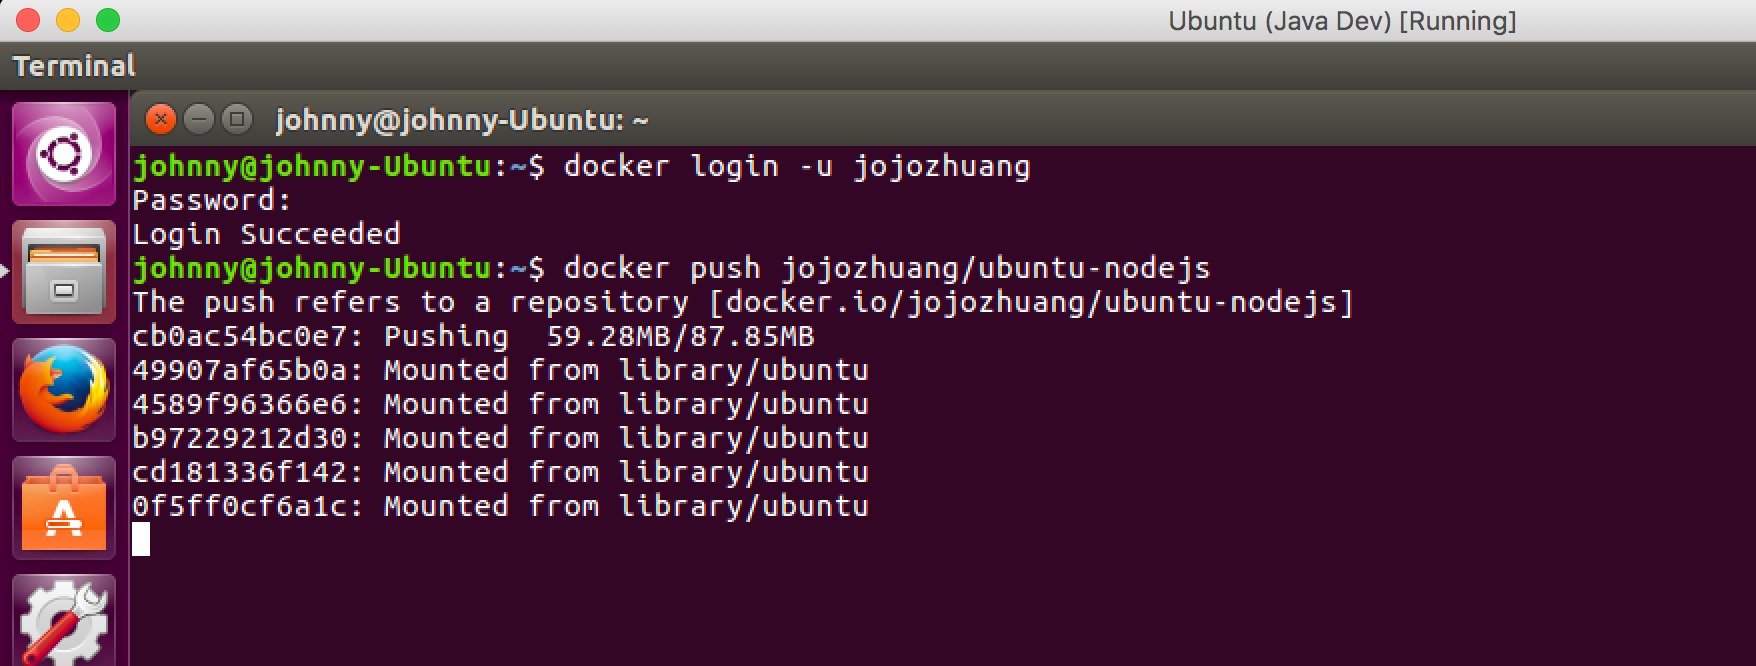 Ubuntu (Java Dev) [Running]
Terminal
johnny@johnny-Ubuntu: ~
johnny@johnny-Ubuntu:~$ docker login -u jojozhuang
Password:
Login Succeeded
johnny@johnny-Ubuntu:~$ docker push jojozhuang/ubuntu-nodejs
The push refers to a repository [docker.io/jojozhuang/ubuntu-nodejs]
cb0ac54bc0e7: Pushing  59.28MB/87.85MB
49907af65b0a: Mounted from library/ubuntu
4589f96366e6: Mounted from library/ubuntu
b97229212d30: Mounted from library/ubuntu
cd181336f142: Mounted from library/ubuntu
0f5ff0cf6a1c: Mounted from library/ubuntu